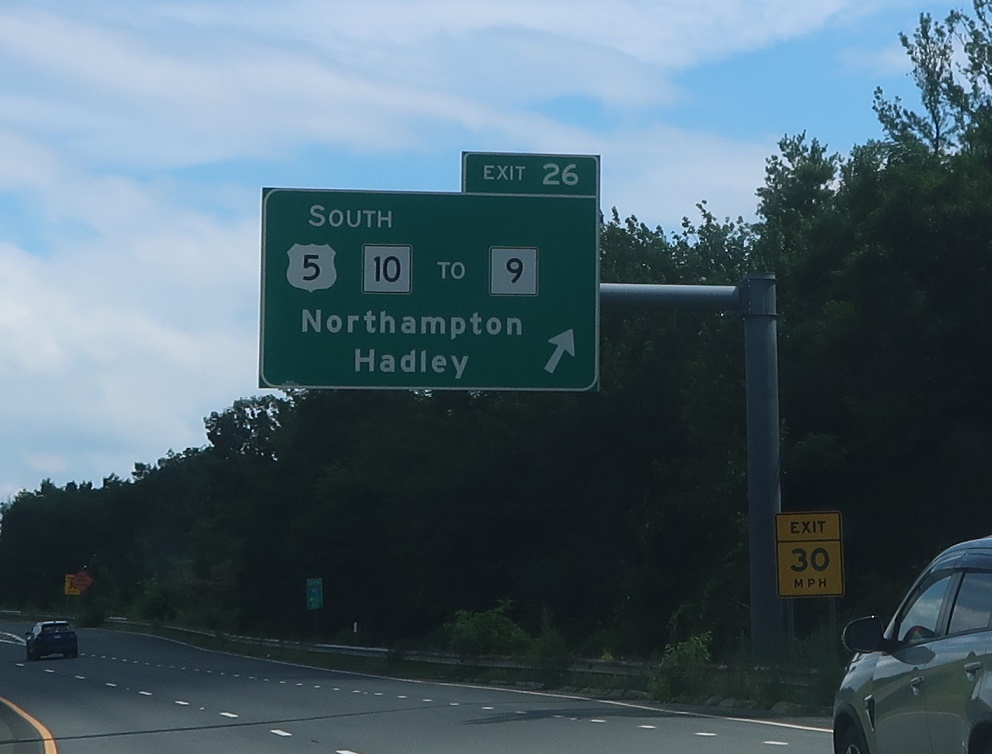 EXIT 26
SOUTH
5 10 TO 9
Northampton
Hadley
EXIT
30
MPH